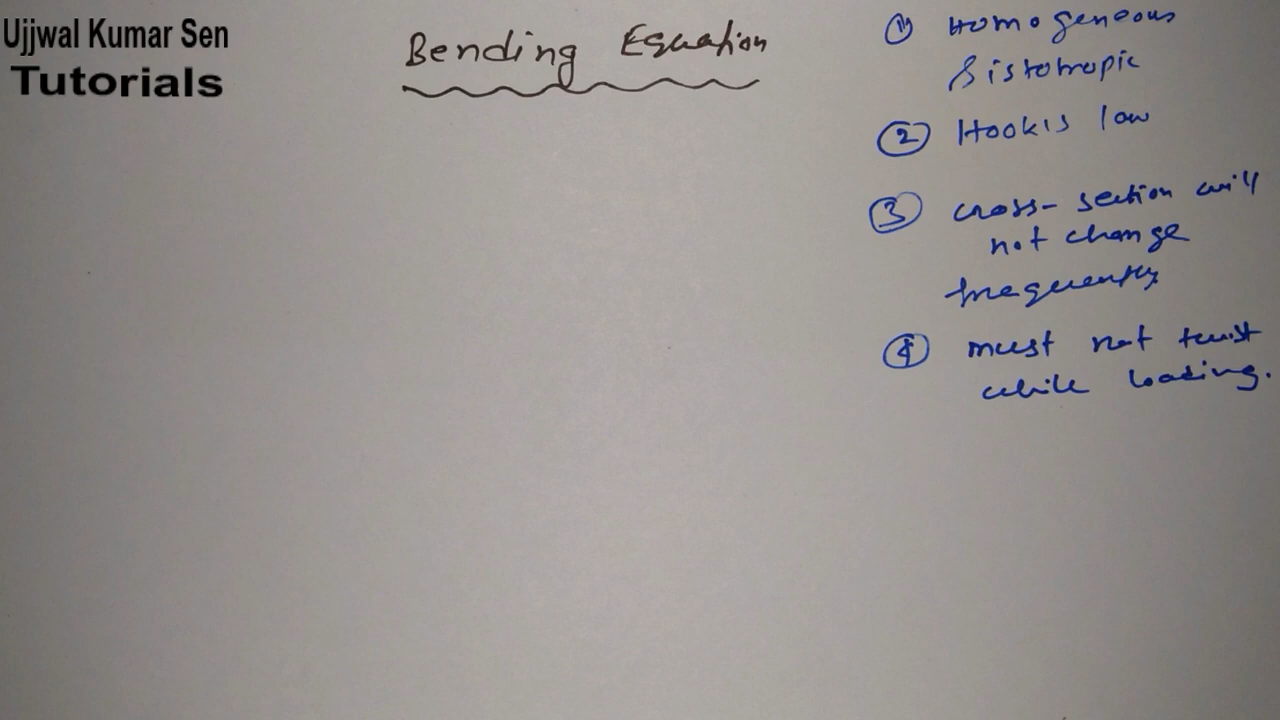 Ujjwal Kumar Sen
Tutorials
Bending Equation
① Homogeneous
& isotropic
② Hook's law
③ cross-section will
not change
frequently
④ must not twist
while loading.